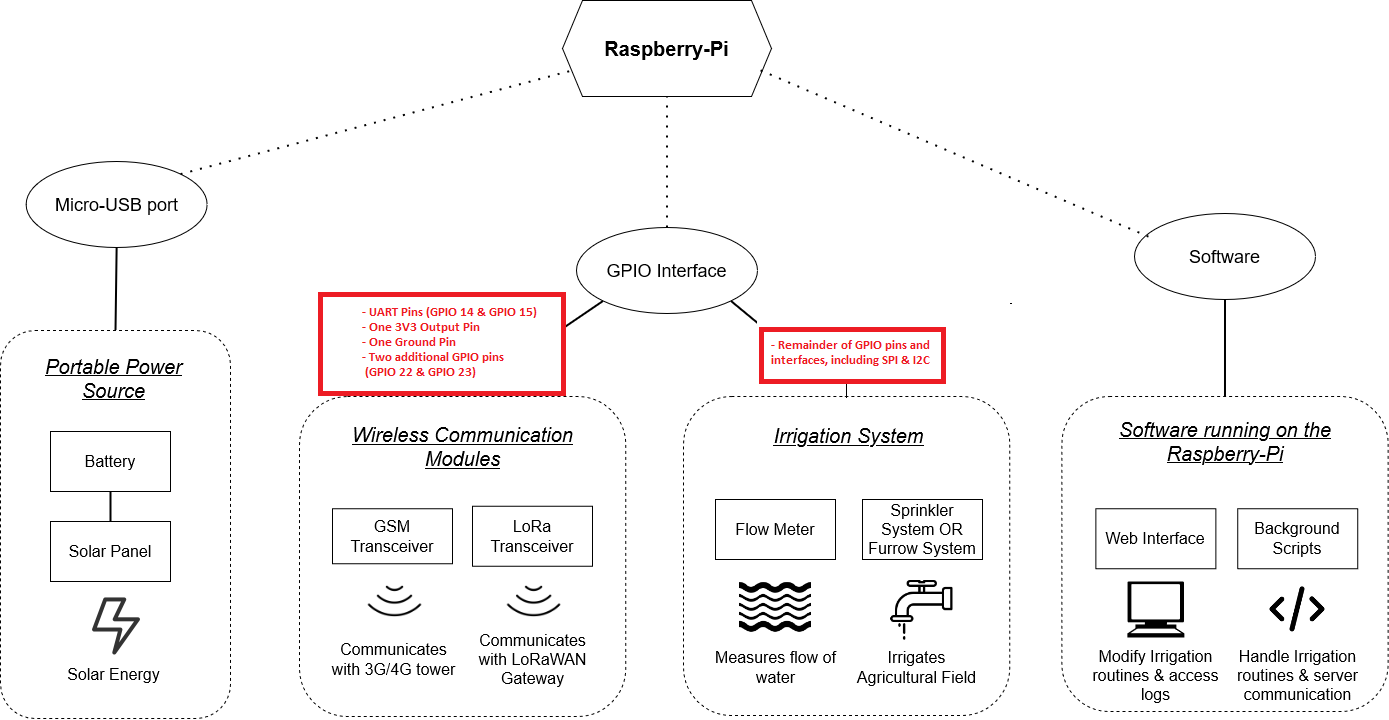 Raspberry-Pi
Micro-USB port
GPIO Interface
Software
- UART Pins (GPIO 14 & GPIO 15)
- One 3V3 Output Pin
- One Ground Pin
- Two additional GPIO pins
(GPIO 22 & GPIO 23)
- Remainder of GPIO pins and
interfaces, including SPI & I2C
Portable Power
Source
Battery
Solar Panel
Solar Energy
Wireless Communication
Modules
GSM
Transceiver
LoRa
Transceiver
Communicates
with 3G/4G tower
Communicates
with LoRaWAN
Gateway
Irrigation System
Flow Meter
Sprinkler
System OR
Furrow System
Measures flow of
water
Irrigates
Agricultural Field
Software running on the
Raspberry-Pi
Web Interface
Background
Scripts
</>
Modify Irrigation
routines & access
logs
Handle Irrigation
routines & server
communication